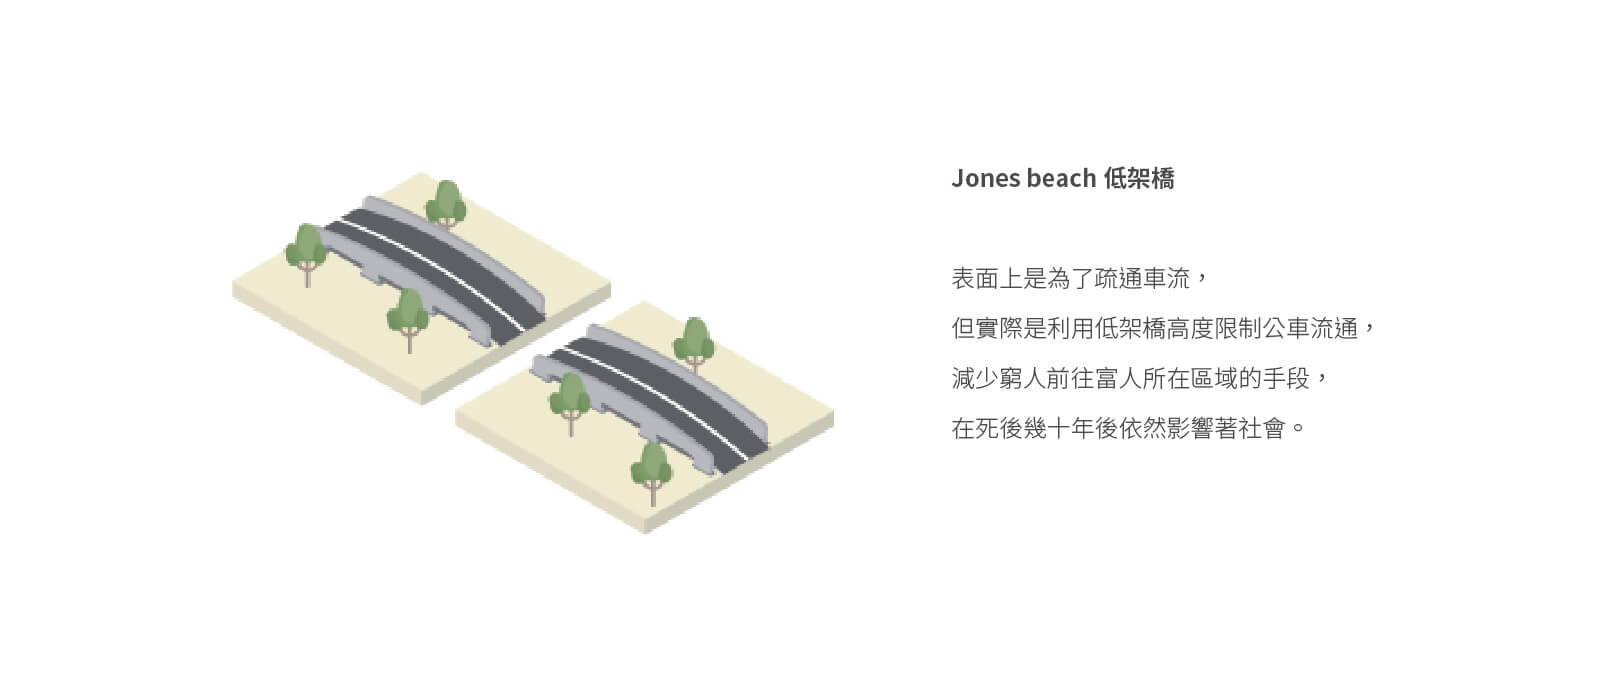 Jones beach 低架橋
表面上是為了疏通車流，
但實際是利用低架橋高度限制公車流通，
減少窮人前往富人所在區域的手段，
在死後幾十年後依然影響著社會。